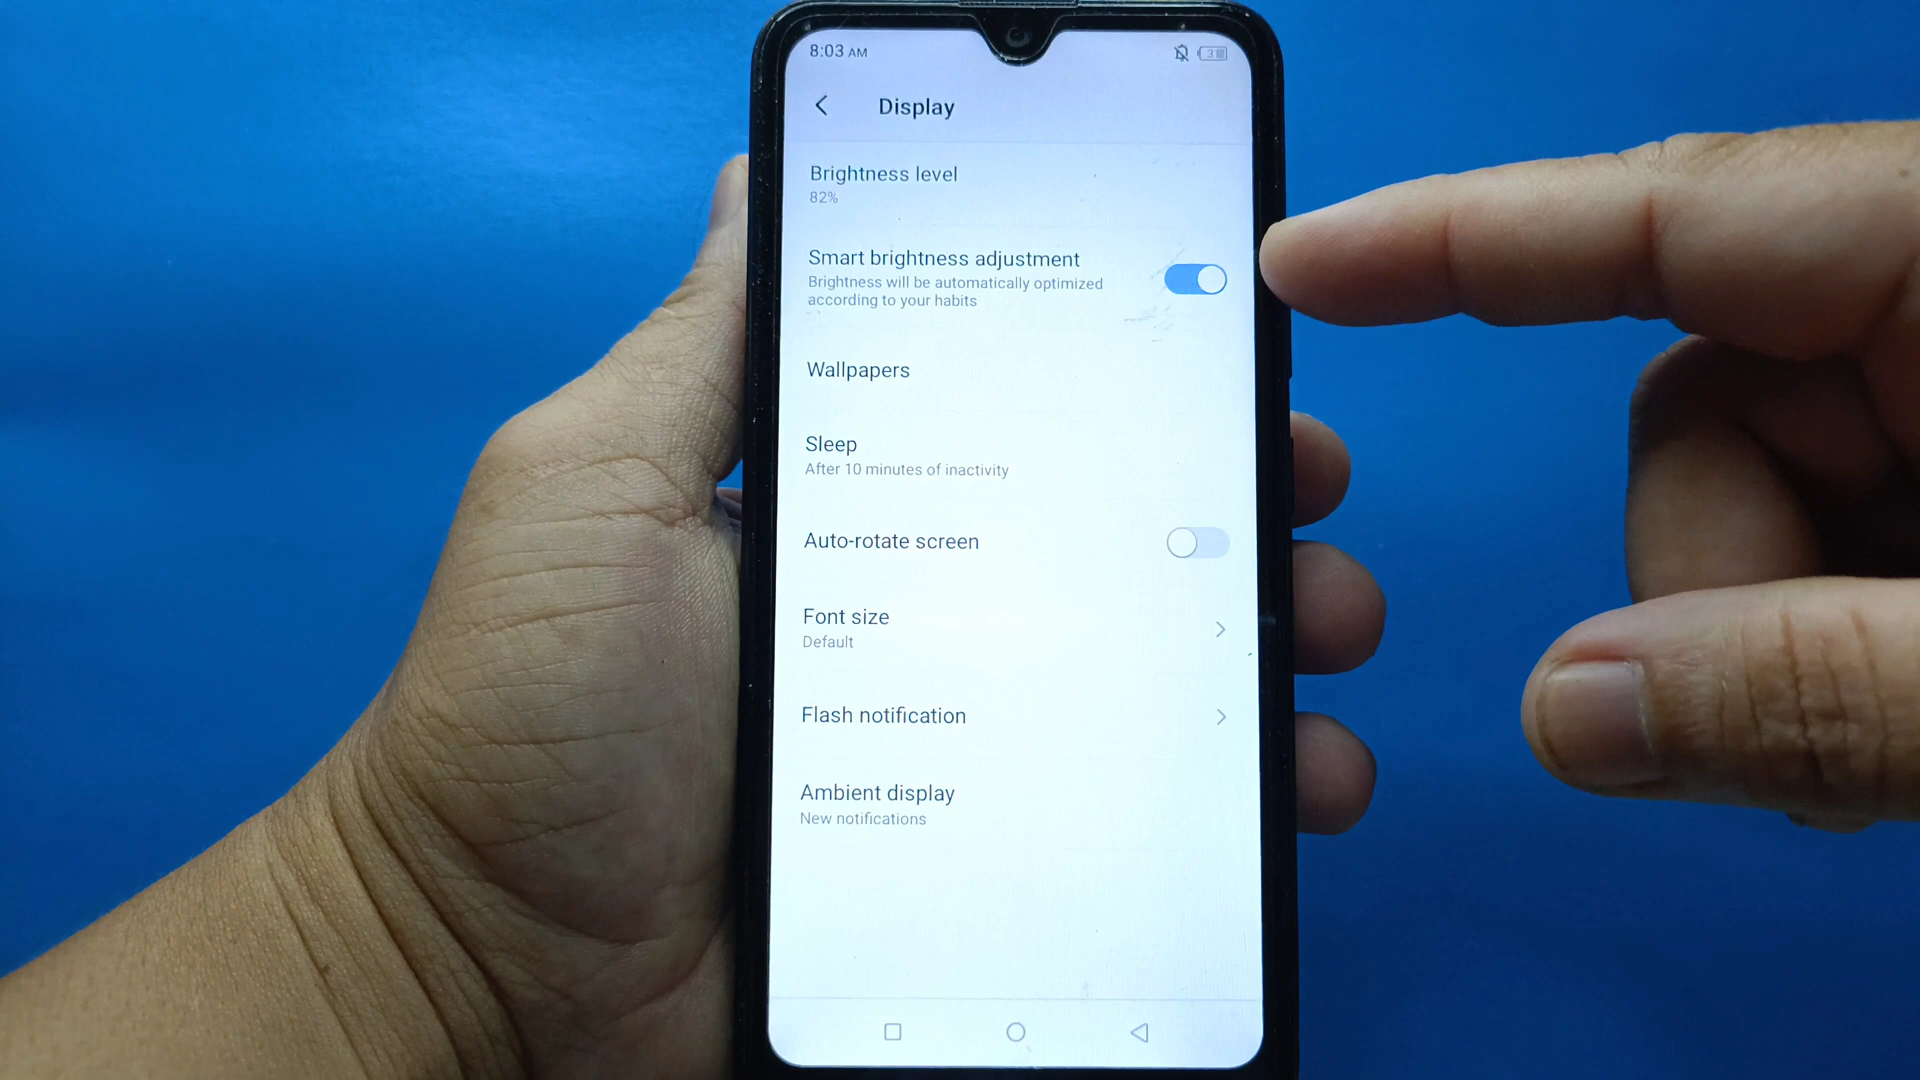 8:03 AM
Display
Brightness level
82%
Smart brightness adjustment
Brightness will be automatically optimized
according to your habits
Wallpapers
Sleep
After 10 minutes of inactivity
Auto-rotate screen
Font size
Default
Flash notification
Ambient display
New notifications